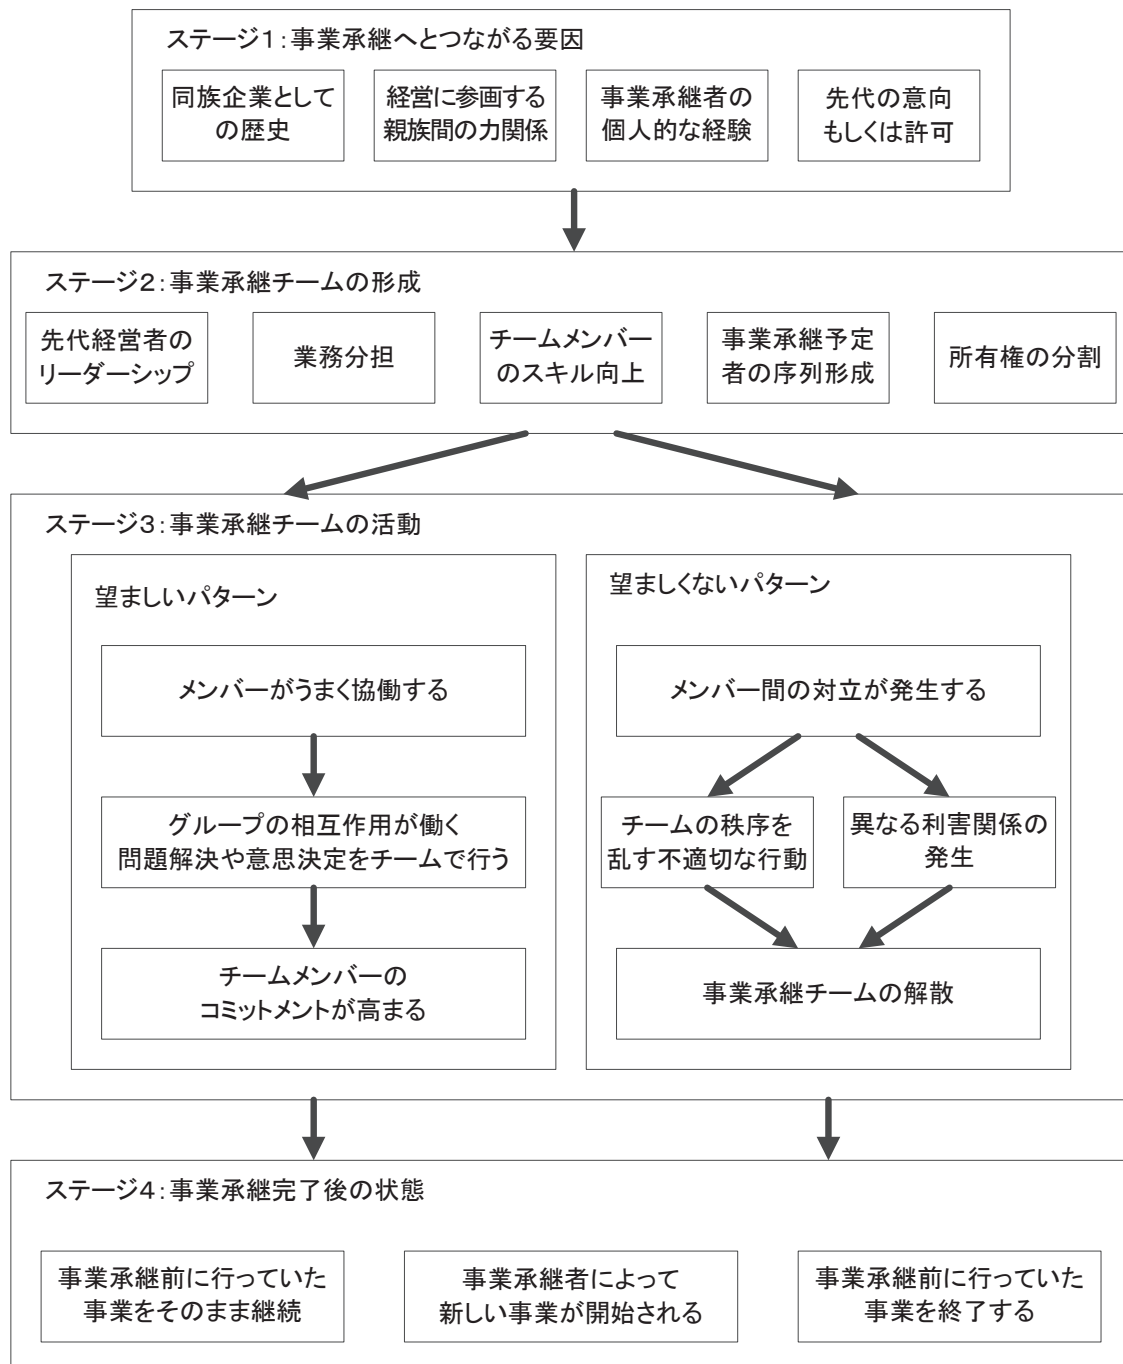 ステージ1:事業承継へとつながる要因
同族企業として
の歴史
経営に参画する
親族間の力関係
事業承継者の
個人的な経験
先代の意向
もしくは許可
ステージ2:事業承継チームの形成
先代経営者の
リーダーシップ
業務分担
チームメンバー
のスキル向上
事業承継予定
者の序列形成
所有権の分割
ステージ3:事業承継チームの活動
望ましいパターン
メンバーがうまく協働する
グループの相互作用が働く
問題解決や意思決定をチームで行う
チームメンバーの
コミットメントが高まる
望ましくないパターン
メンバー間の対立が発生する
チームの秩序を
乱す不適切な行動
異なる利害関係の
発生
事業承継チームの解散
ステージ4:事業承継完了後の状態
事業承継前に行っていた
事業をそのまま継続
事業承継者によって
新しい事業が開始される
事業承継前に行っていた
事業を終了する